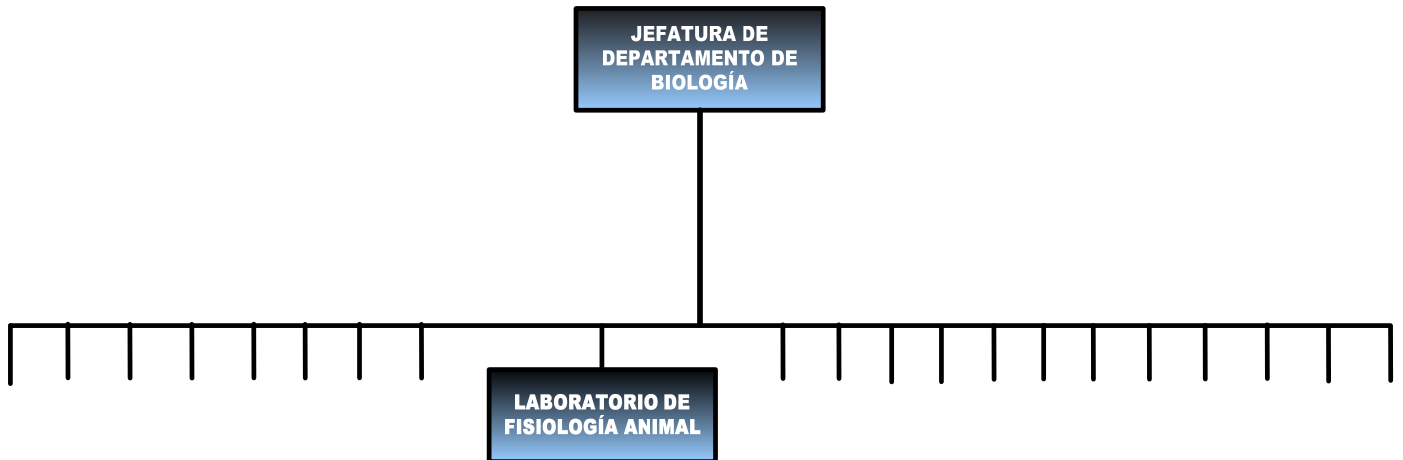 JEFATURA DE
DEPARTAMENTO DE
BIOLOGÍA
LABORATORIO DE
FISIOLOGÍA ANIMAL